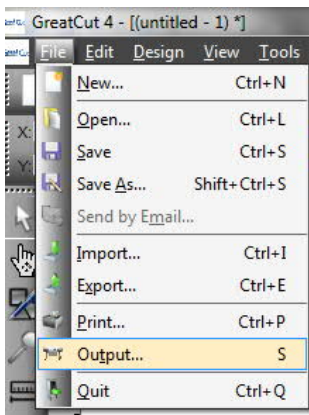 GreatCut 4 - [(untitled - 1) *]
File Edit Design View Tools
New... Ctrl+N
Open... Ctrl+L
Save Ctrl+S
Save As... Shift+Ctrl+S
Send by Email...
Import... Ctrl+I
Export... Ctrl+E
Print... Ctrl+P
Output... S
Quit Ctrl+Q
X:
Y: